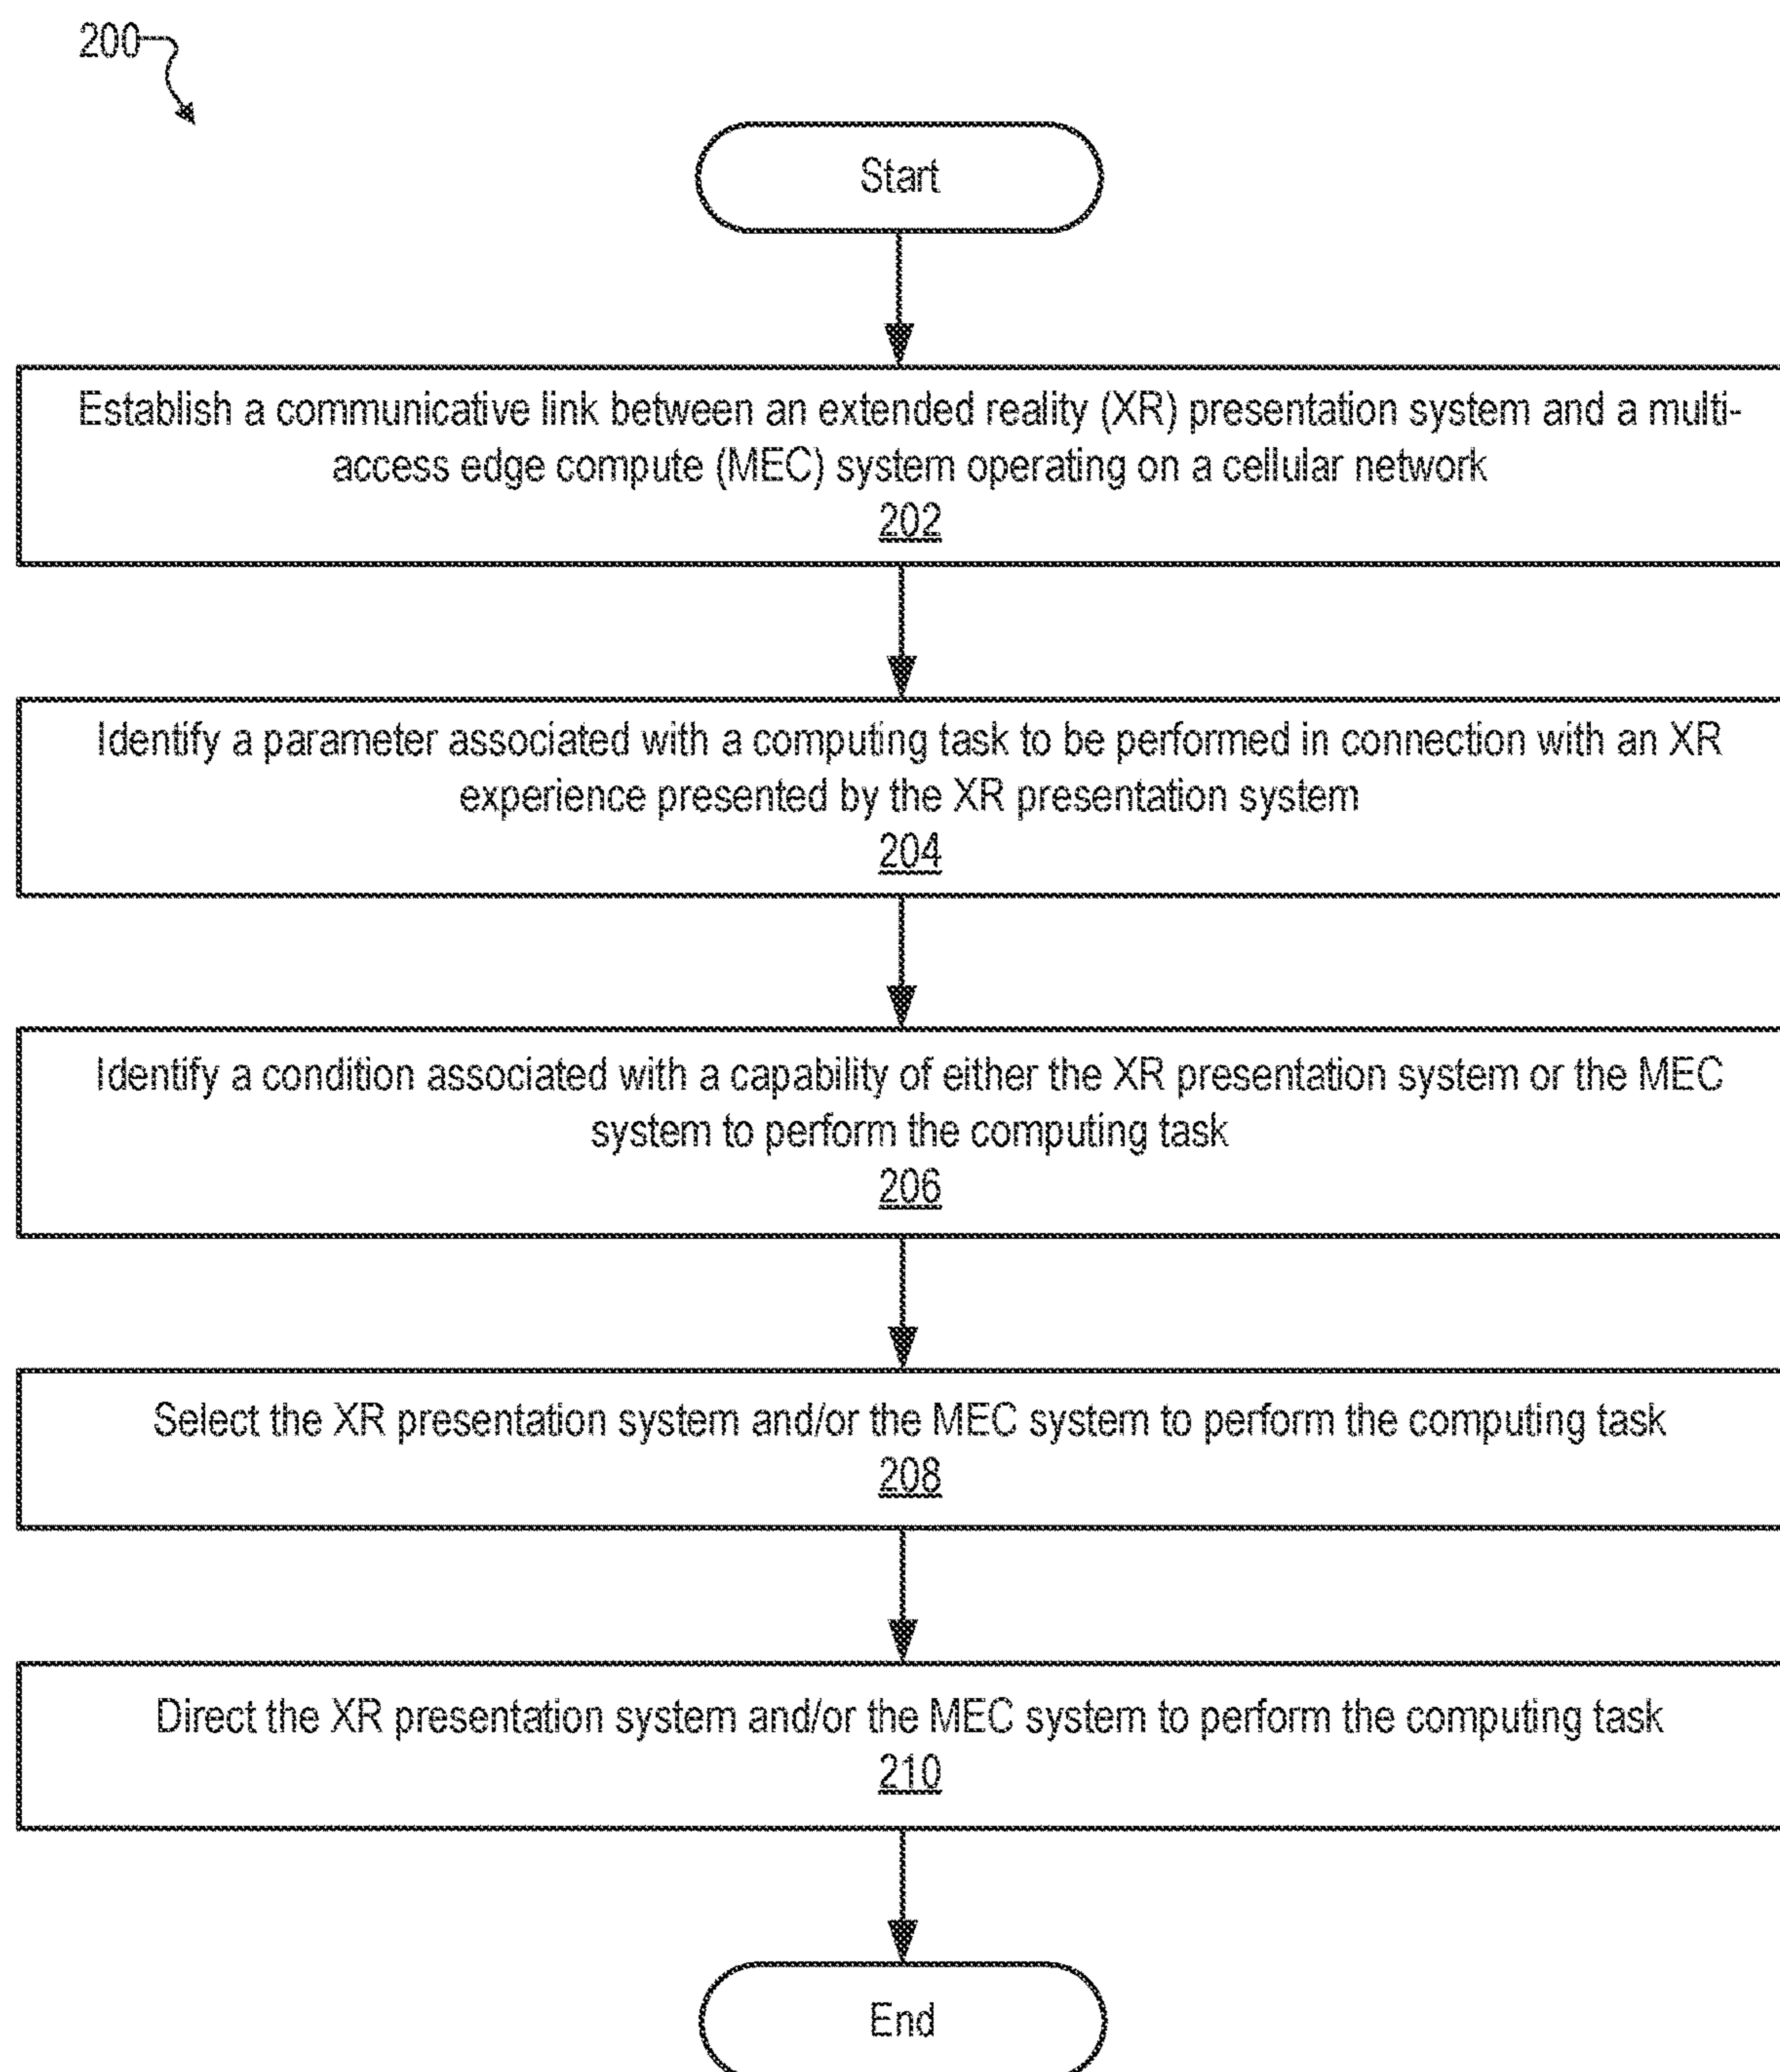 200
Start
Establish a communicative link between an extended reality (XR) presentation system and a multi-
access edge compute (MEC) system operating on a cellular network
202
Identify a parameter associated with a computing task to be performed in connection with an XR
experience presented by the XR presentation system
204
Identify a condition associated with a capability of either the XR presentation system or the MEC
system to perform the computing task
206
Select the XR presentation system and/or the MEC system to perform the computing task
208
Direct the XR presentation system and/or the MEC system to perform the computing task
210
End